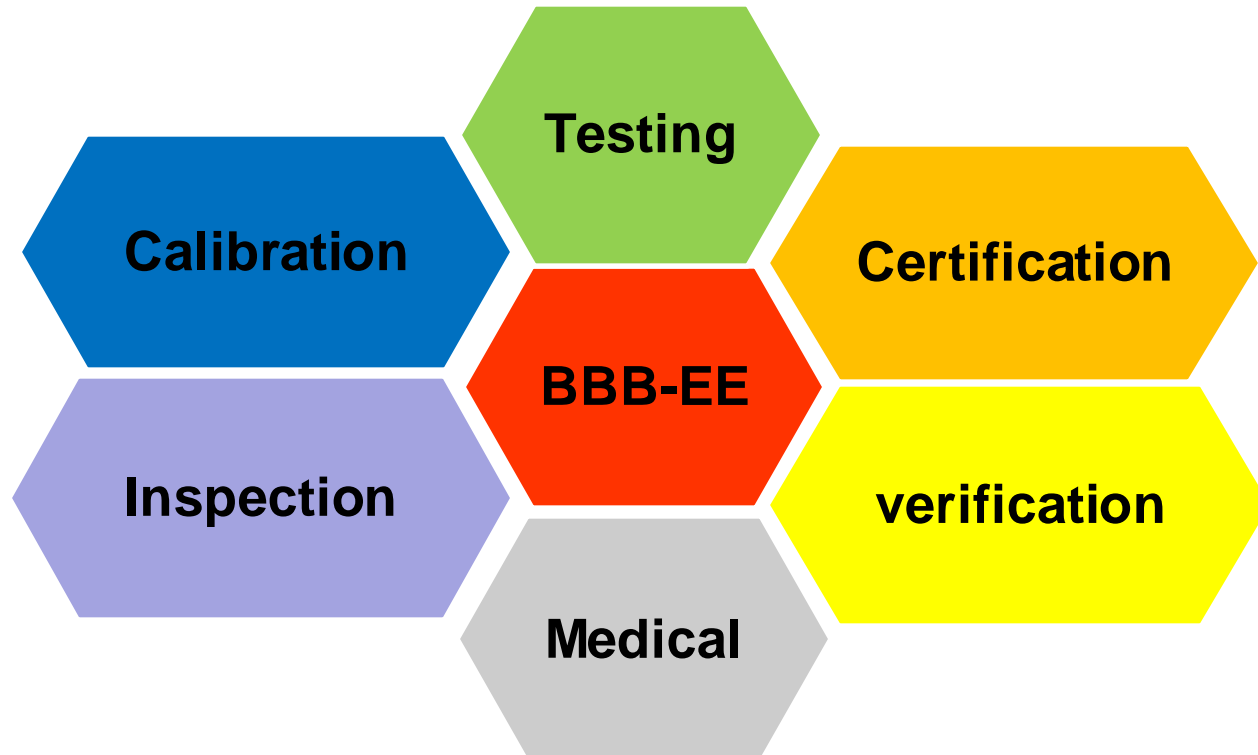 Testing
Calibration
Certification
BBB-EE
Inspection
verification
Medical